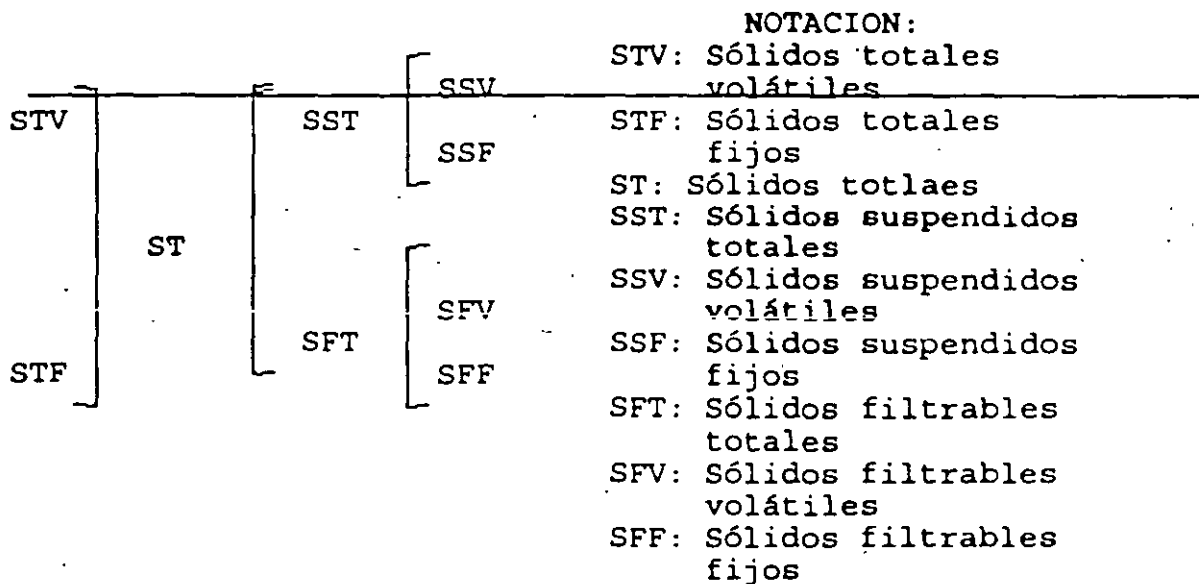 NOTACION:
STV: Sólidos totales
volátiles
STF: Sólidos totales
fijos
ST: Sólidos totlaes
SST: Sólidos suspendidos
totales
SSV: Sólidos suspendidos
volátiles
SSF: Sólidos suspendidos
fijos
SFT: Sólidos filtrables
totales
SFV: Sólidos filtrables
volátiles
SFF: Sólidos filtrables
fijos
STV
STF
ST
SST
SFT
SSV
SSF
SFV
SFF